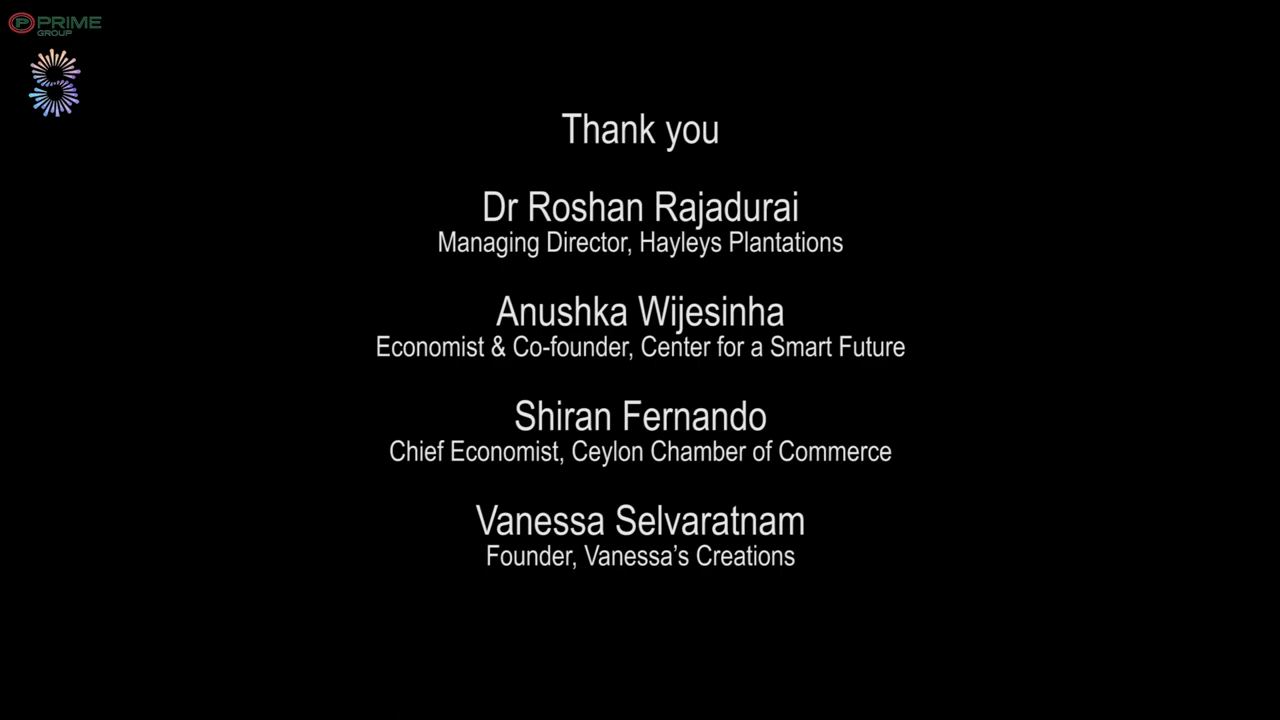 PRIME
GROUP
Thank you
Dr Roshan Rajadurai
Managing Director, Hayleys Plantations
Anushka Wijesinha
Economist & Co-founder, Center for a Smart Future
Shiran Fernando
Chief Economist, Ceylon Chamber of Commerce
Vanessa Selvaratnam
Founder, Vanessa’s Creations